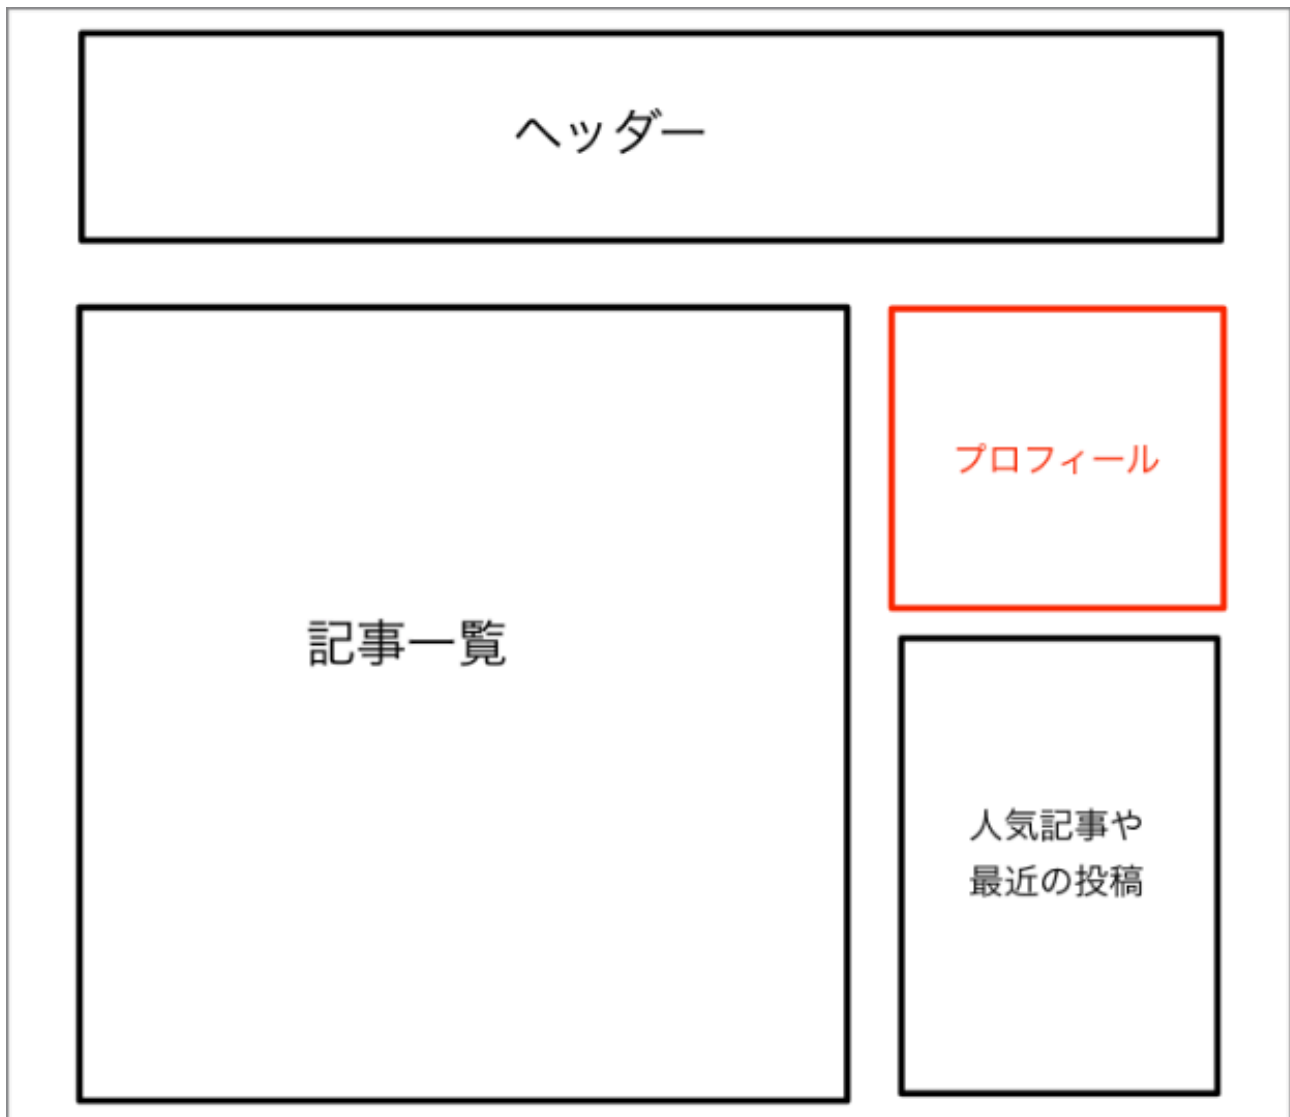 ヘッダー
プロフィール
記事一覧
人気記事や
最近の投稿